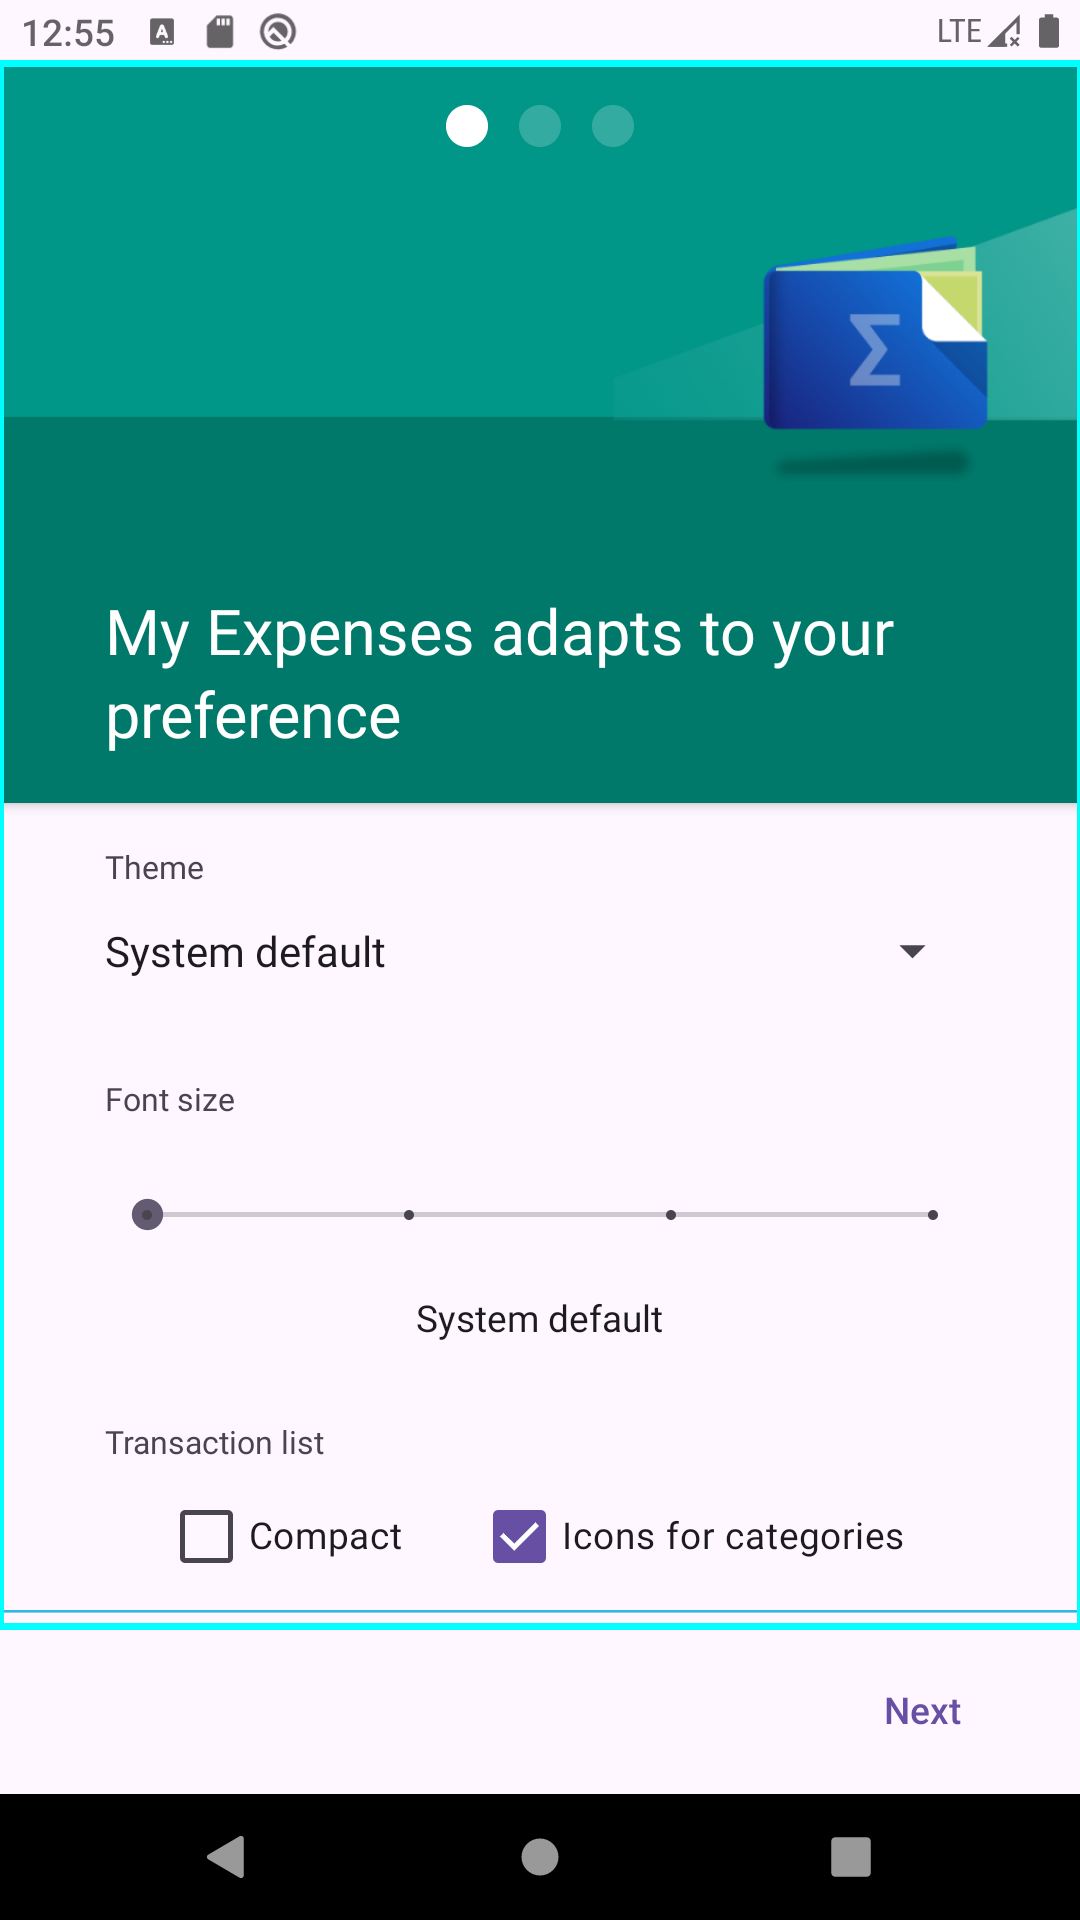 12:55
LTE
Σ
My Expenses adapts to your
preference
Theme
System default
Font size
System default
Transaction list
Compact
Icons for categories
Next